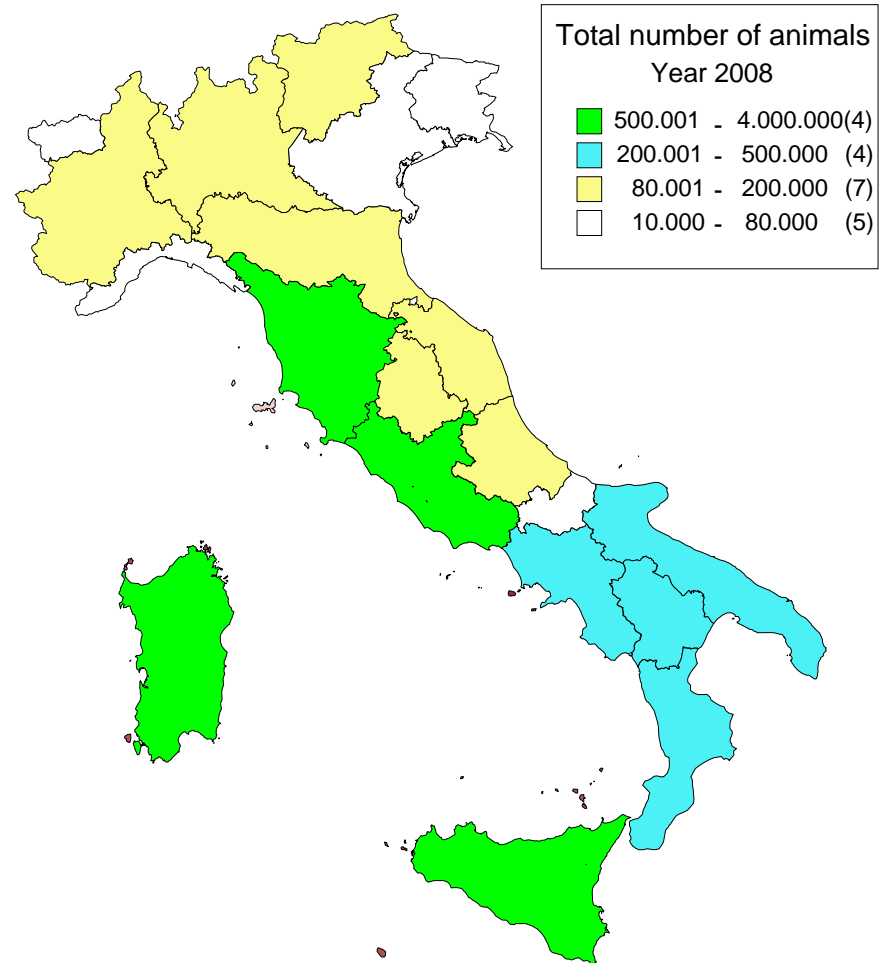 Total number of animals
Year 2008
500.001 - 4.000.000(4)
200.001 - 500.000 (4)
80.001 - 200.000 (7)
10.000 - 80.000 (5)